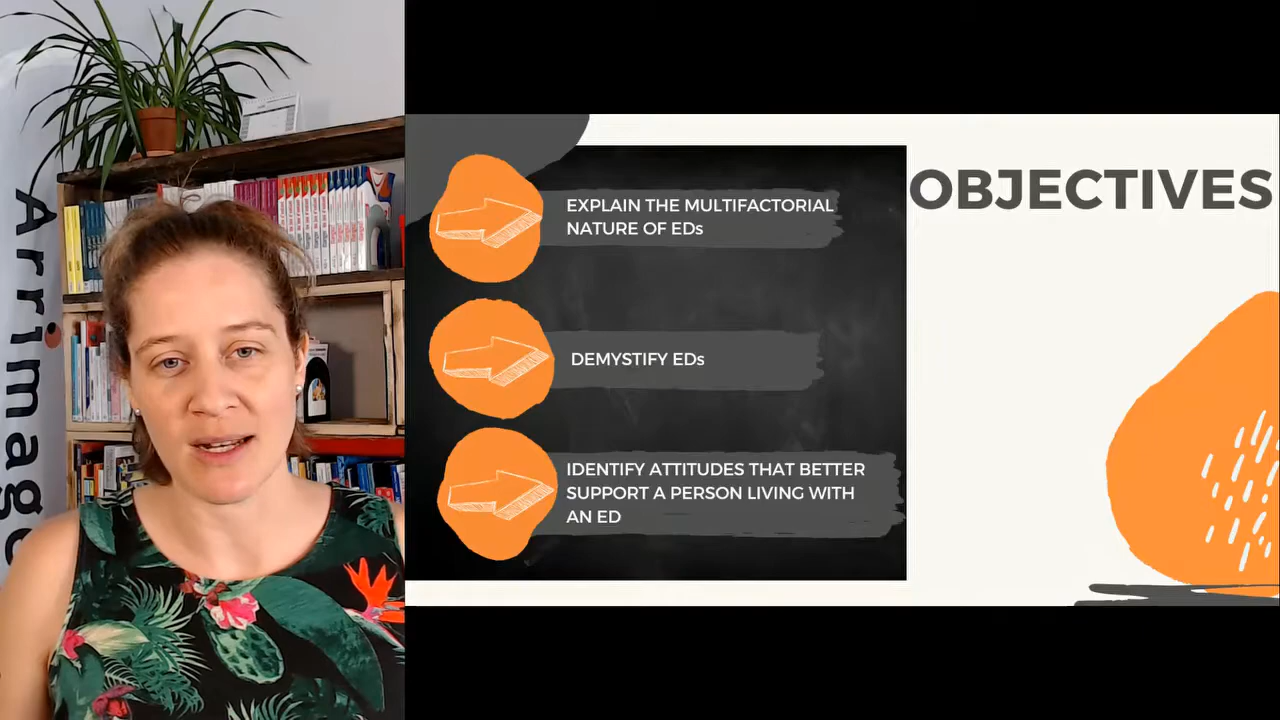 Arrimage
OBJECTIVES
EXPLAIN THE MULTIFACTORIAL
NATURE OF EDs
DEMYSTIFY EDs
IDENTIFY ATTITUDES THAT BETTER
SUPPORT A PERSON LIVING WITH
AN ED